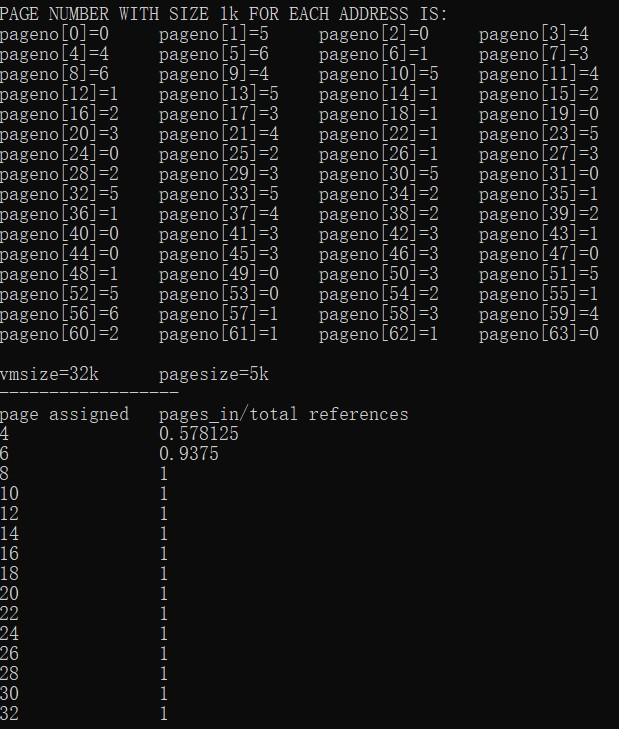 PAGE NUMBER WITH SIZE 1k FOR EACH ADDRESS IS:
pageno[0]=0 pageno[1]=5 pageno[2]=0 pageno[3]=4
pageno[4]=4 pageno[5]=6 pageno[6]=1 pageno[7]=3
pageno[8]=6 pageno[9]=4 pageno[10]=5 pageno[11]=4
pageno[12]=1 pageno[13]=5 pageno[14]=1 pageno[15]=2
pageno[16]=2 pageno[17]=3 pageno[18]=1 pageno[19]=0
pageno[20]=3 pageno[21]=4 pageno[22]=1 pageno[23]=5
pageno[24]=0 pageno[25]=2 pageno[26]=1 pageno[27]=3
pageno[28]=2 pageno[29]=3 pageno[30]=5 pageno[31]=0
pageno[32]=5 pageno[33]=5 pageno[34]=2 pageno[35]=1
pageno[36]=1 pageno[37]=4 pageno[38]=2 pageno[39]=2
pageno[40]=0 pageno[41]=3 pageno[42]=3 pageno[43]=1
pageno[44]=0 pageno[45]=3 pageno[46]=3 pageno[47]=0
pageno[48]=1 pageno[49]=0 pageno[50]=3 pageno[51]=5
pageno[52]=5 pageno[53]=0 pageno[54]=2 pageno[55]=1
pageno[56]=6 pageno[57]=1 pageno[58]=3 pageno[59]=4
pageno[60]=2 pageno[61]=1 pageno[62]=1 pageno[63]=0
vmsize=32k pagesize=5k
------------------
page assigned pages_in/total references
4 0.578125
6 0.9375
8 1
10 1
12 1
14 1
16 1
18 1
20 1
22 1
24 1
26 1
28 1
30 1
32 1